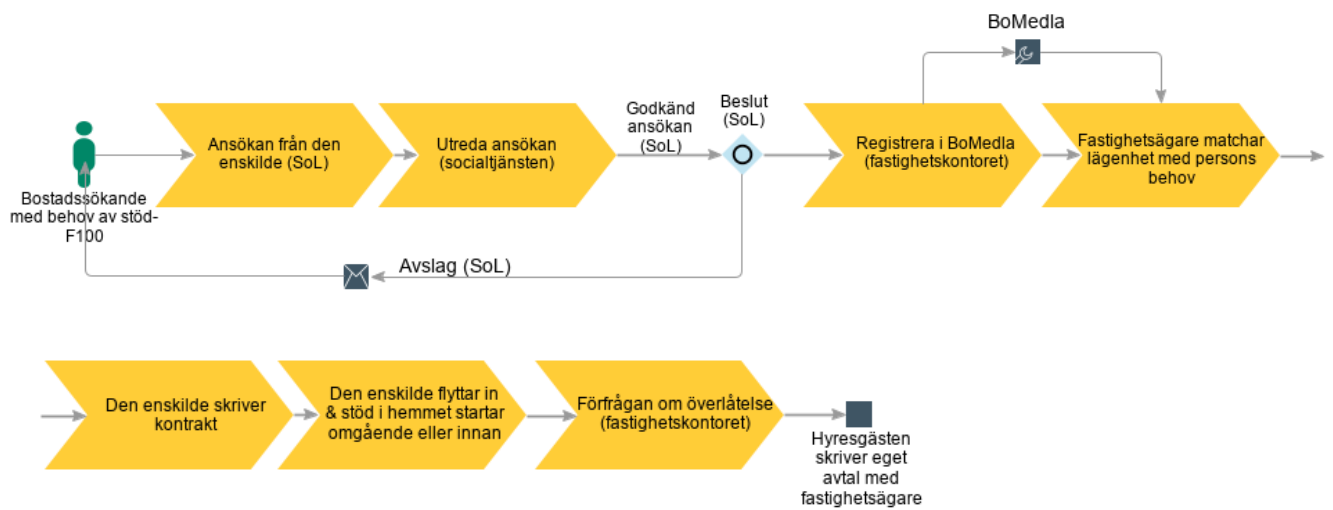 BoMedla
Godkänd
ansökan
(SoL)
Beslut
(SoL)
Ansökan från den
enskilde (SoL)
Utreda ansökan
(socialtjänsten)
Registrera i BoMedla
(fastighetskontoret)
Fastighetsägare matchar
lägenhet med persons
behov
Bostadssökande
med behov av stöd-
F100
Avslag (SoL)
Den enskilde skriver
kontrakt
Den enskilde flyttar in
& stöd i hemmet startar
omgående eller innan
Förfrågan om överlåtelse
(fastighetskontoret)
Hyresgästen
skriver eget
avtal med
fastighetsägare